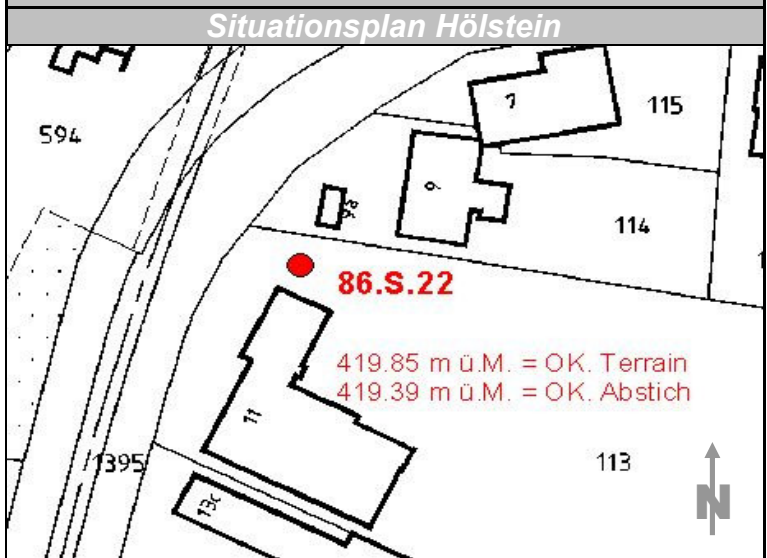 Situationsplan Hölstein
7
115
594
9
9a
114
86.S.22
419.85 m ü.M. = OK. Terrain
419.39 m ü.M. = OK. Abstich
11
1395
113
13c
N